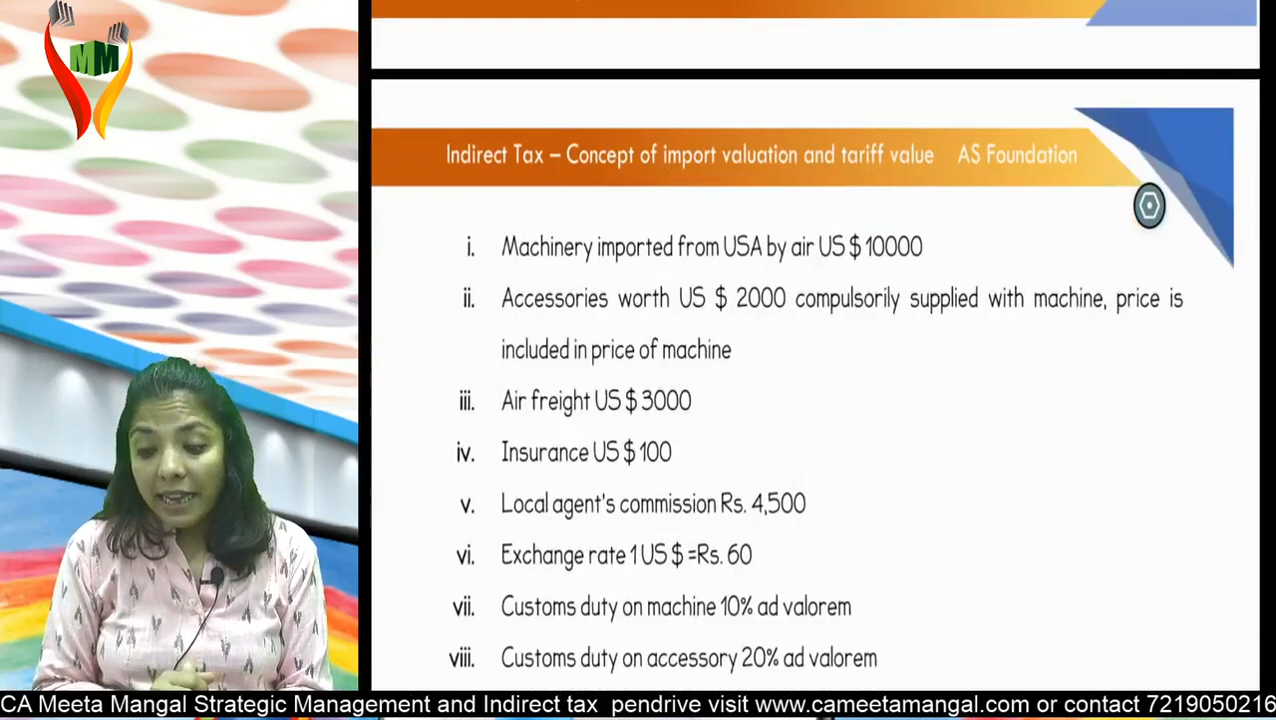 MM
Indirect Tax – Concept of import valuation and tariff value AS Foundation
i. Machinery imported from USA by air US $ 10000
ii. Accessories worth US $ 2000 compulsorily supplied with machine, price is
included in price of machine
iii. Air freight US $ 3000
iv. Insurance US $ 100
v. Local agent's commission Rs. 4,500
vi. Exchange rate 1 US $ =Rs. 60
vii. Customs duty on machine 10% ad valorem
viii. Customs duty on accessory 20% ad valorem
CA Meeta Mangal Strategic Management and Indirect tax pendrive visit www.cameetamangal.com or contact 7219050216